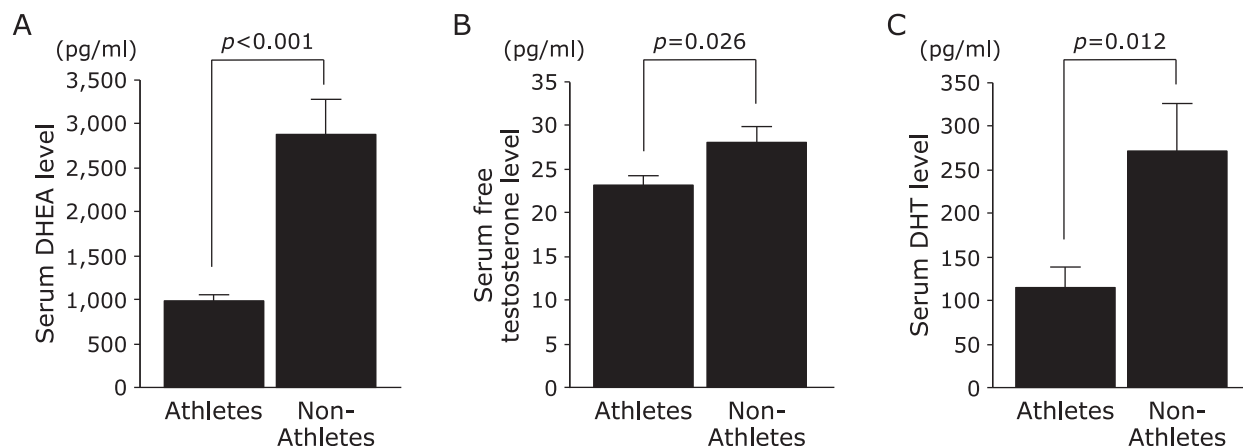 A
(pg/ml)
p<0.001
Serum DHEA level
3,500
3,000
2,500
2,000
1,500
1,000
500
0
Athletes
Non-
Athletes
B
(pg/ml)
p=0.026
Serum free
testosterone level
35
30
25
20
15
10
5
0
Athletes
Non-
Athletes
C
(pg/ml)
p=0.012
Serum DHT level
350
300
250
200
150
100
50
0
Athletes
Non-
Athletes